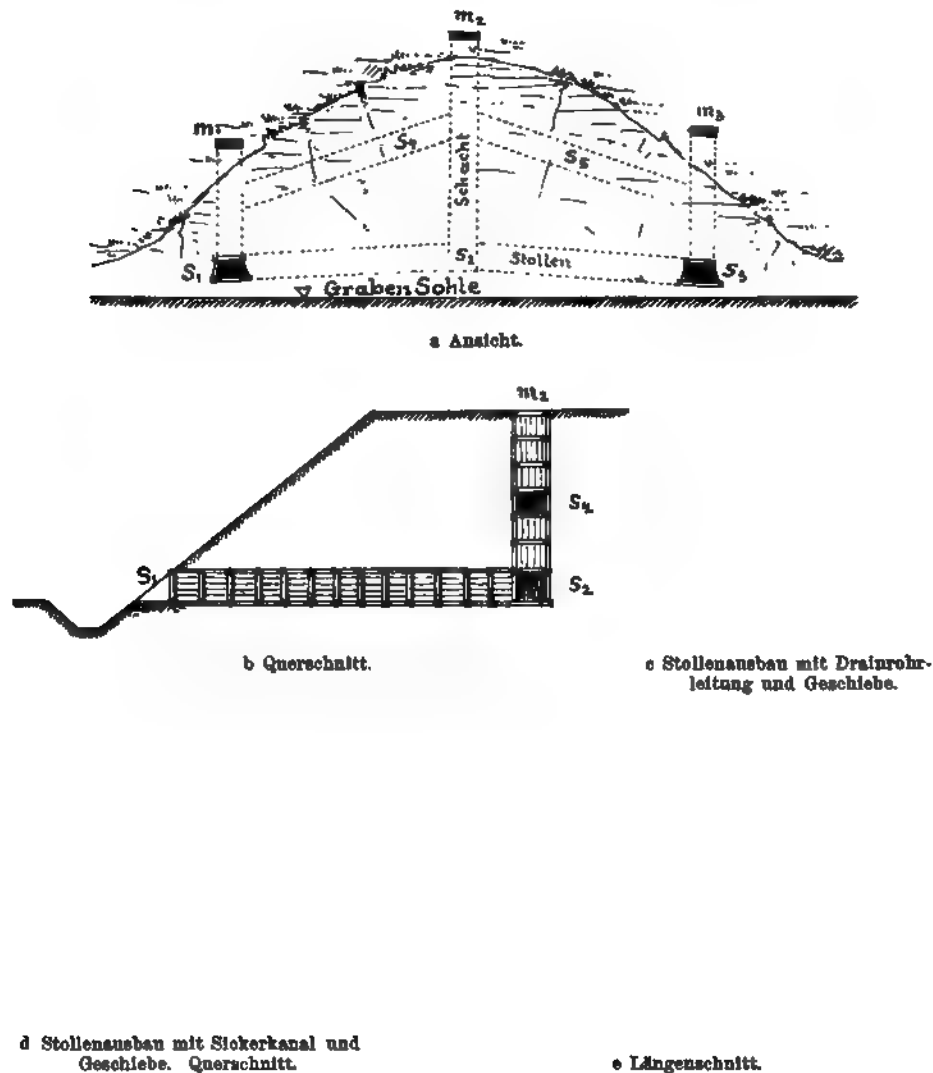 m₂
m₁
m₃
S₄
S₅
Schacht
S₁
S₂
Stollen
S₃
Graben Sohle
a Ansicht.
m₂
S₄
S₁
S₂
b Querschnitt.
c Stollenausbau mit Drainrohr-
leitung und Geschiebe.
d Stollenausbau mit Sickerkanal und
Geschiebe. Querschnitt.
e Längenschnitt.